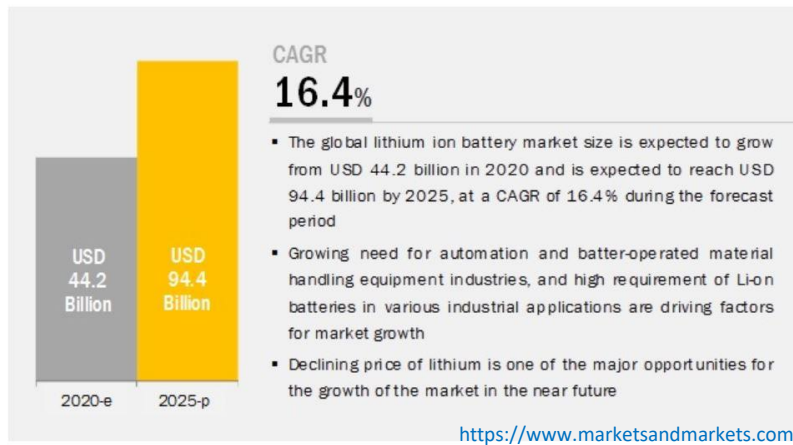 CAGR
16.4%
▪ The global lithium ion battery market size is expected to grow
from USD 44.2 billion in 2020 and is expected to reach USD
94.4 billion by 2025, at a CAGR of 16.4% during the forecast
period
▪ Growing need for automation and batter-operated material
handling equipment industries, and high requirement of Li-on
batteries in various industrial applications are driving factors
for market growth
▪ Declining price of lithium is one of the major opportunities for
the growth of the market in the near future
USD
44.2
Billion
USD
94.4
Billion
2020-e
2025-p
https://www.marketsandmarkets.com